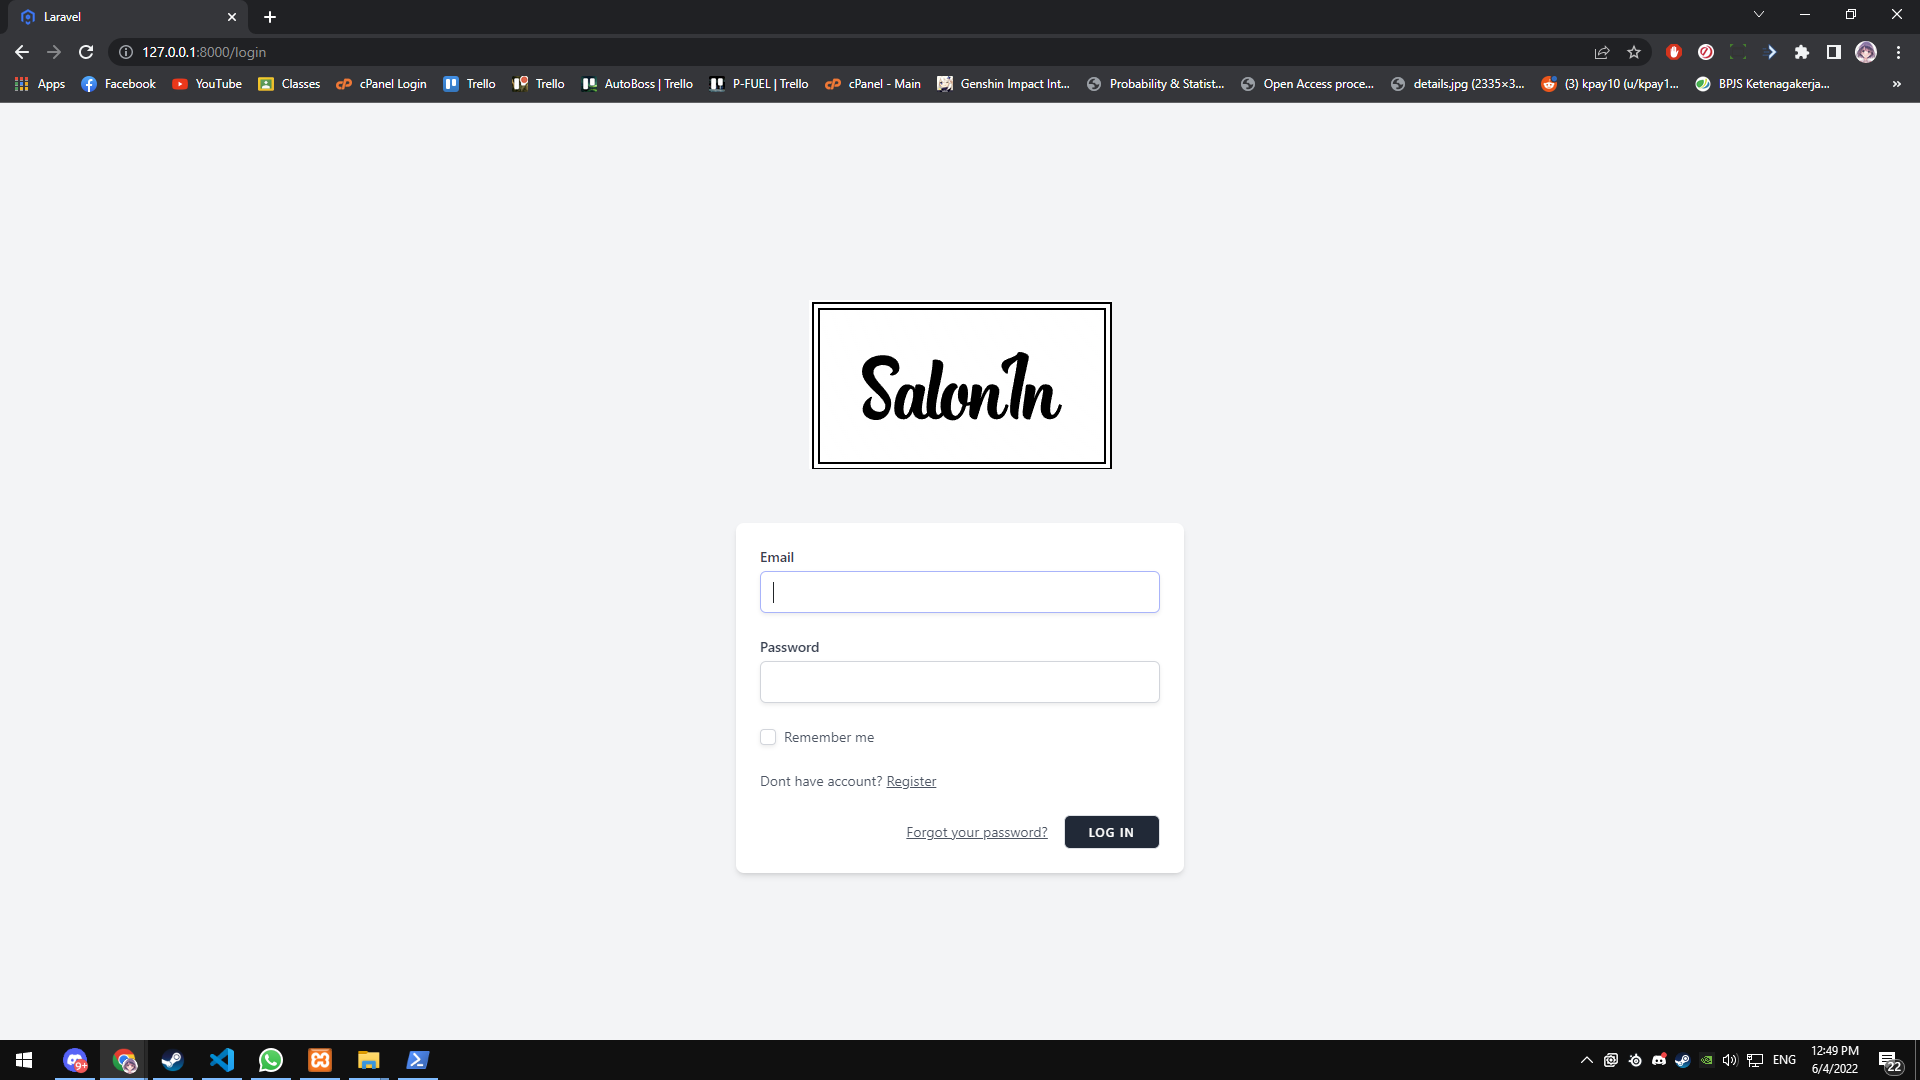 Laravel
127.0.0.1:8000/login
Apps Facebook YouTube Classes cPanel Login Trello Trello AutoBoss | Trello P-FUEL | Trello cPanel - Main Genshin Impact Int... Probability & Statist... Open Access proce... details.jpg (2335×3... (3) kpay10 (u/kpay1... BPJS Ketenagakerja... »
SalonIn
Email
Password
Remember me
Dont have account? Register
Forgot your password? LOG IN
9+
ENG
12:49 PM
6/4/2022
22